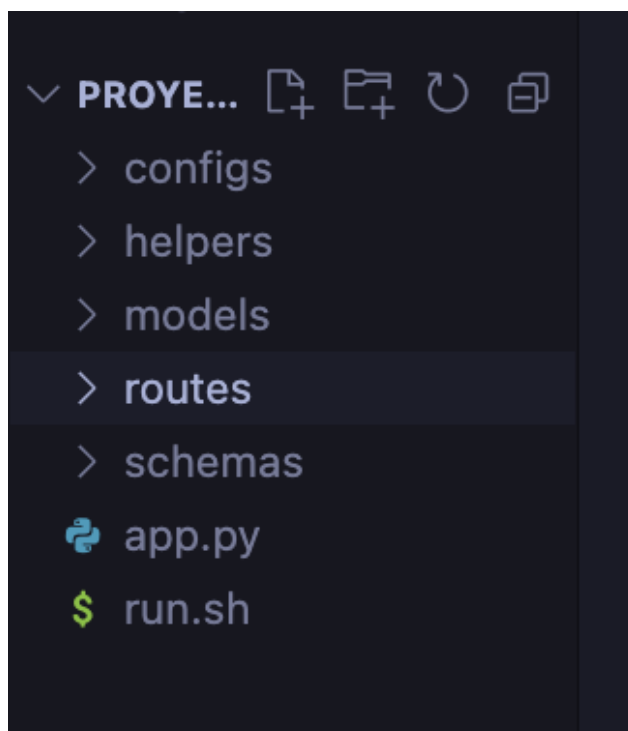 PROYE...
configs
helpers
models
routes
schemas
app.py
$ run.sh